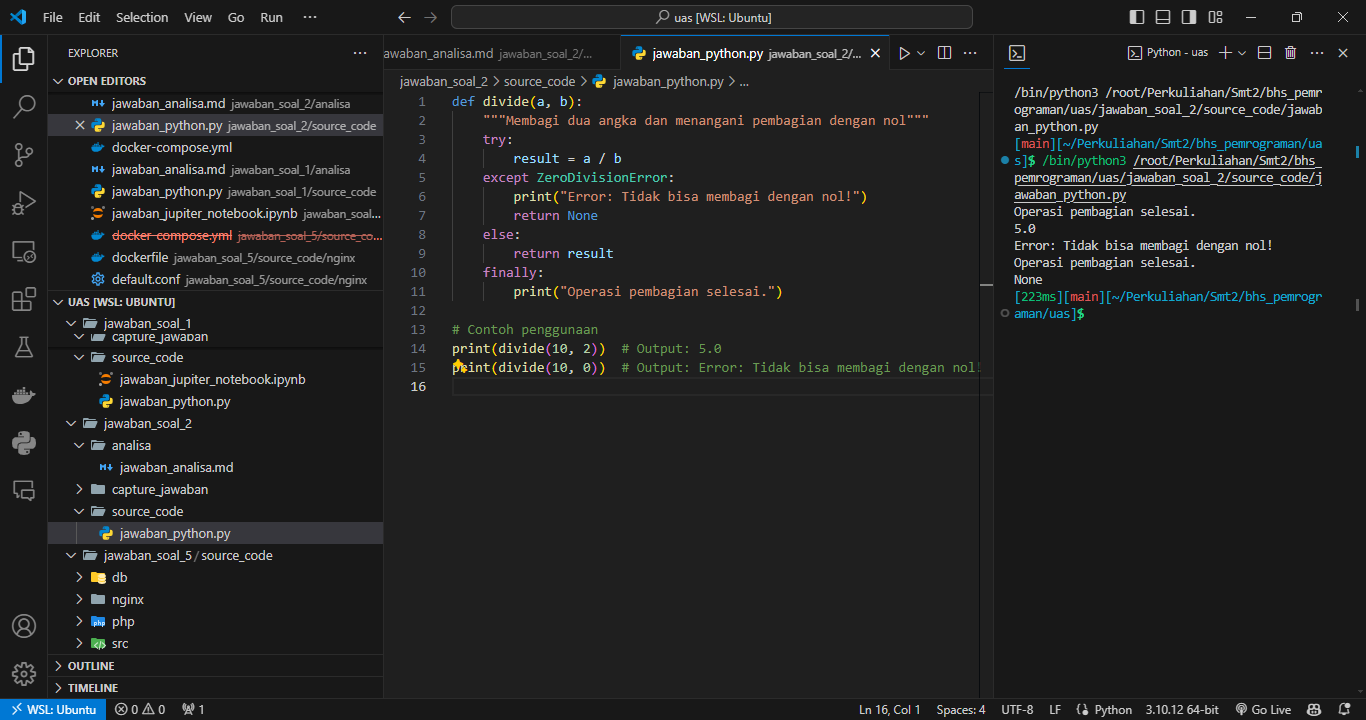 File Edit Selection View Go Run ··· uas [WSL: Ubuntu]
EXPLORER ···
OPEN EDITORS
jawaban_analisa.md jawaban_soal_2/analisa
jawaban_python.py jawaban_soal_2/source_code
docker-compose.yml
jawaban_analisa.md jawaban_soal_1/analisa
jawaban_python.py jawaban_soal_1/source_code
jawaban_jupiter_notebook.ipynb jawaban_soal...
docker-compose.yml jawaban_soal_5/source_co...
dockerfile jawaban_soal_5/source_code/nginx
default.conf jawaban_soal_5/source_code/nginx
UAS [WSL: UBUNTU]
jawaban_soal_1
capture_jawaban
source_code
jawaban_jupiter_notebook.ipynb
jawaban_python.py
jawaban_soal_2
analisa
jawaban_analisa.md
capture_jawaban
source_code
jawaban_python.py
jawaban_soal_5/source_code
db
nginx
php
src
OUTLINE
TIMELINE
awaban_analisa.md jawaban_soal_2/... jawaban_python.py jawaban_soal_2/...
jawaban_soal_2 > source_code > jawaban_python.py > ...
1 def divide(a, b):
2     """Membagi dua angka dan menangani pembagian dengan nol"""
3     try:
4         result = a / b
5     except ZeroDivisionError:
6         print("Error: Tidak bisa membagi dengan nol!")
7         return None
8     else:
9         return result
10     finally:
11         print("Operasi pembagian selesai.")
12
13 # Contoh penggunaan
14 print(divide(10, 2))  # Output: 5.0
15 print(divide(10, 0))  # Output: Error: Tidak bisa membagi dengan nol!
16
Python - uas
/bin/python3 /root/Perkuliahan/Smt2/bhs_pemr
ograman/uas/jawaban_soal_2/source_code/jawab
an_python.py
[main][~/Perkuliahan/Smt2/bhs_pemrograman/ua
s]$ /bin/python3 /root/Perkuliahan/Smt2/bhs_
pemrograman/uas/jawaban_soal_2/source_code/j
awaban_python.py
Operasi pembagian selesai.
5.0
Error: Tidak bisa membagi dengan nol!
Operasi pembagian selesai.
None
[223ms][main][~/Perkuliahan/Smt2/bhs_pemrogr
aman/uas]$
WSL: Ubuntu 0 0 1 Ln 16, Col 1 Spaces: 4 UTF-8 LF Python 3.10.12 64-bit Go Live